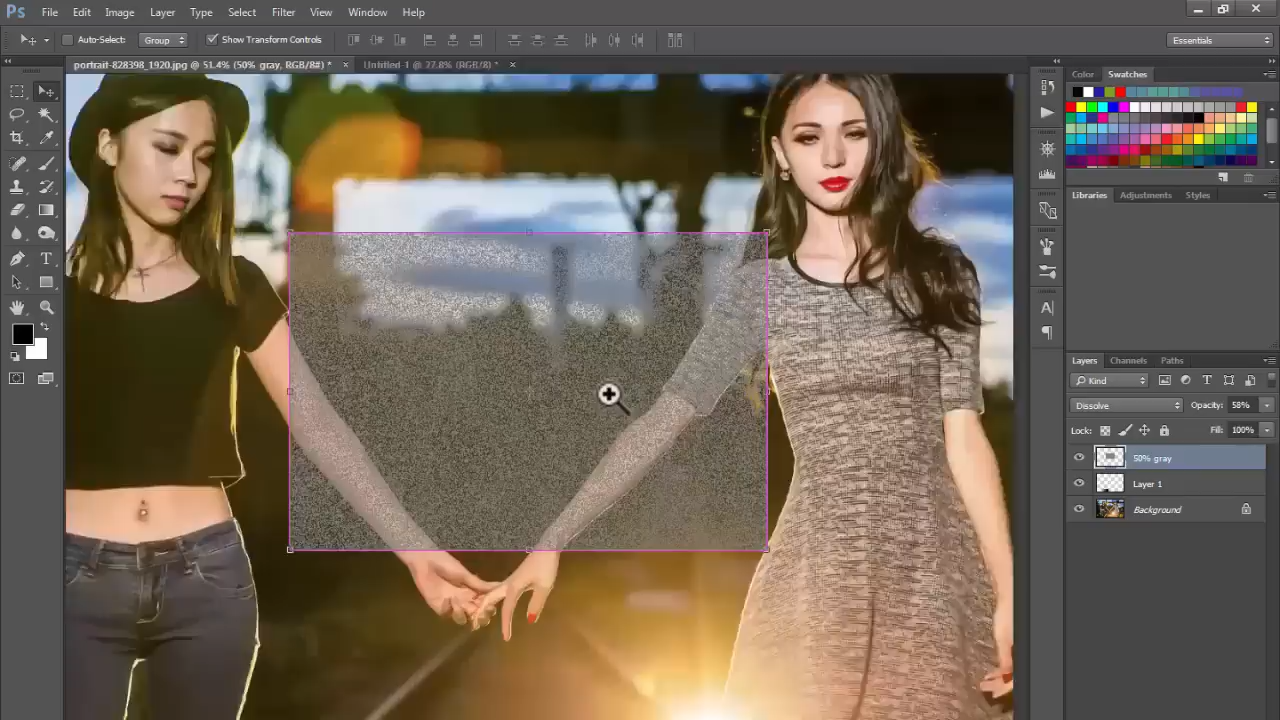 Ps File Edit Image Layer Type Select Filter View Window Help
Auto-Select: Group Show Transform Controls Essentials
portrait-828398_1920.jpg @ 51.4% (50% gray, RGB/8#) * × Untitled-1 @ 27.8% (RGB/8) * ×
Color Swatches
Libraries Adjustments Styles
Layers Channels Paths
Kind
Dissolve Opacity: 58%
Lock: Fill: 100%
50% gray
Layer 1
Background